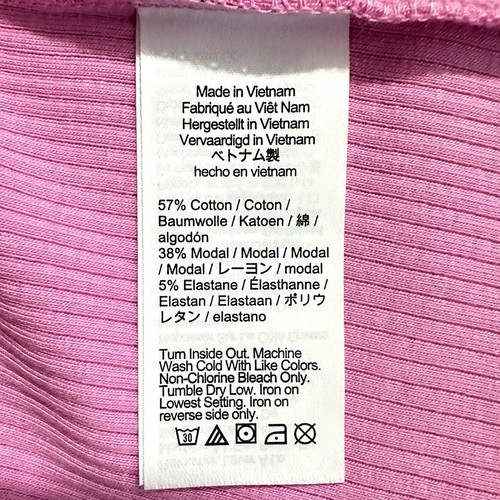 Made in Vietnam
Fabriqué au Viêt Nam
Hergestellt in Vietnam
Vervaardigd in Vietnam
ベトナム製
hecho en vietnam
57% Cotton / Coton /
Baumwolle / Katoen / 綿 /
algodón
38% Modal / Modal / Modal
/ Modal / レーヨン / modal
5% Elastane / Élasthanne /
Elastan / Elastaan / ポリウ
レタン / elastano
Turn Inside Out. Machine
Wash Cold With Like Colors.
Non-Chlorine Bleach Only.
Tumble Dry Low. Iron on
Lowest Setting. Iron on
reverse side only.
30